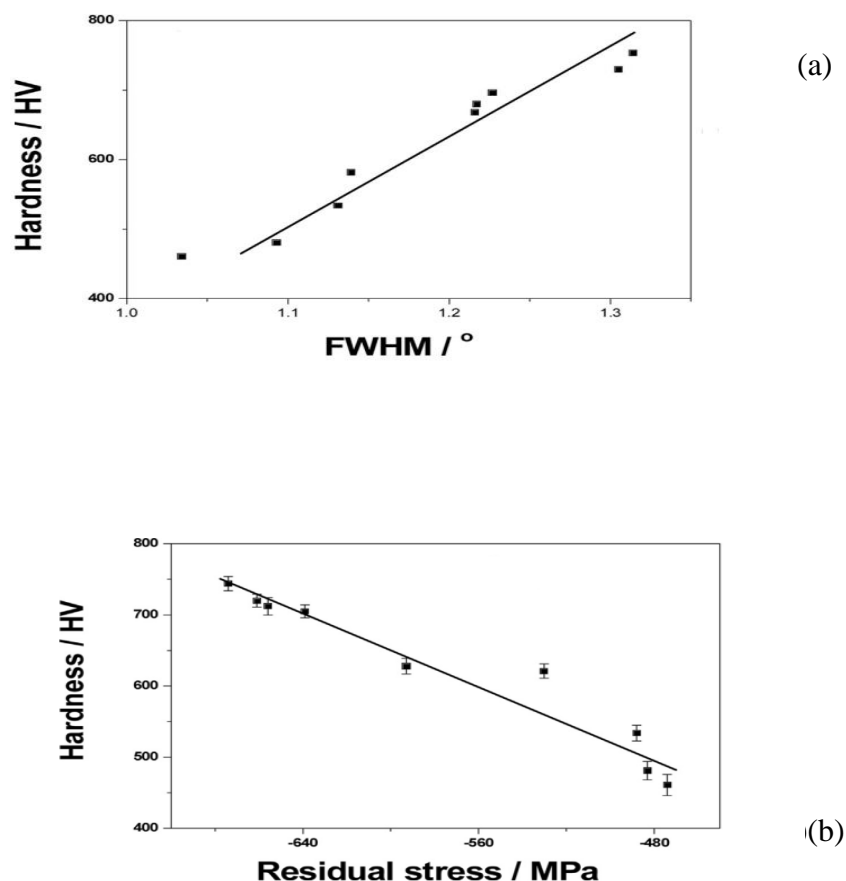 800
600
400
1.0 1.1 1.2 1.3
Hardness / HV
FWHM / °
(a)
800
700
600
500
400
-640 -560 -480
Hardness / HV
Residual stress / MPa
(b)